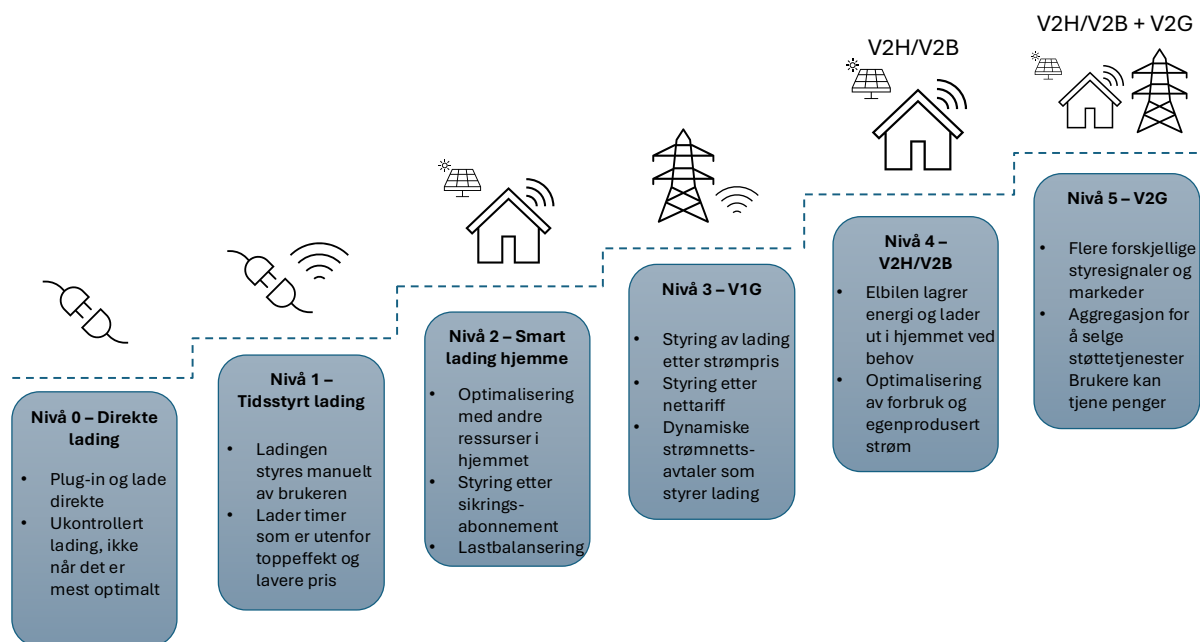 Nivå 0 – Direkte
lading
• Plug-in og lade
direkte
• Ukontrollert
lading, ikke
når det er
mest optimalt
Nivå 1 –
Tidsstyrt lading
• Ladingen
styres manuelt
av brukeren
• Lader timer
som er utenfor
toppeffekt og
lavere pris
Nivå 2 – Smart
lading hjemme
• Optimalisering
med andre
ressurser i
hjemmet
• Styring etter
sikrings-
abonnement
• Lastbalansering
Nivå 3 – V1G
• Styring av lading
etter strømpris
• Styring etter
nettariff
• Dynamiske
strømnetts-
avtaler som
styrer lading
V2H/V2B
Nivå 4 –
V2H/V2B
• Elbilen lagrer
energi og lader
ut i hjemmet ved
behov
• Optimalisering
av forbruk og
egenprodusert
strøm
V2H/V2B + V2G
Nivå 5 – V2G
• Flere forskjellige
styresignaler og
markeder
• Aggregasjon for
å selge
støttetjenester
Brukere kan
tjene penger